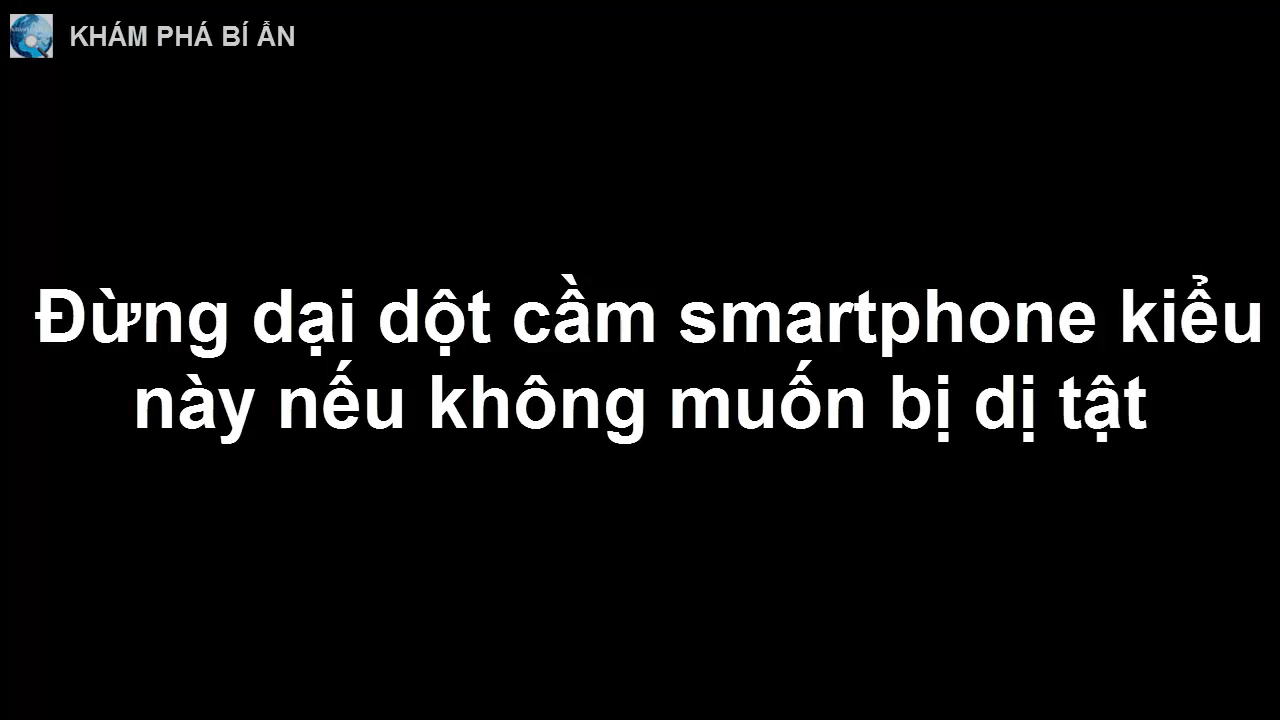 KHÁM PHÁ BÍ ẨN
Đừng dại dột cầm smartphone kiểu
này nếu không muốn bị dị tật